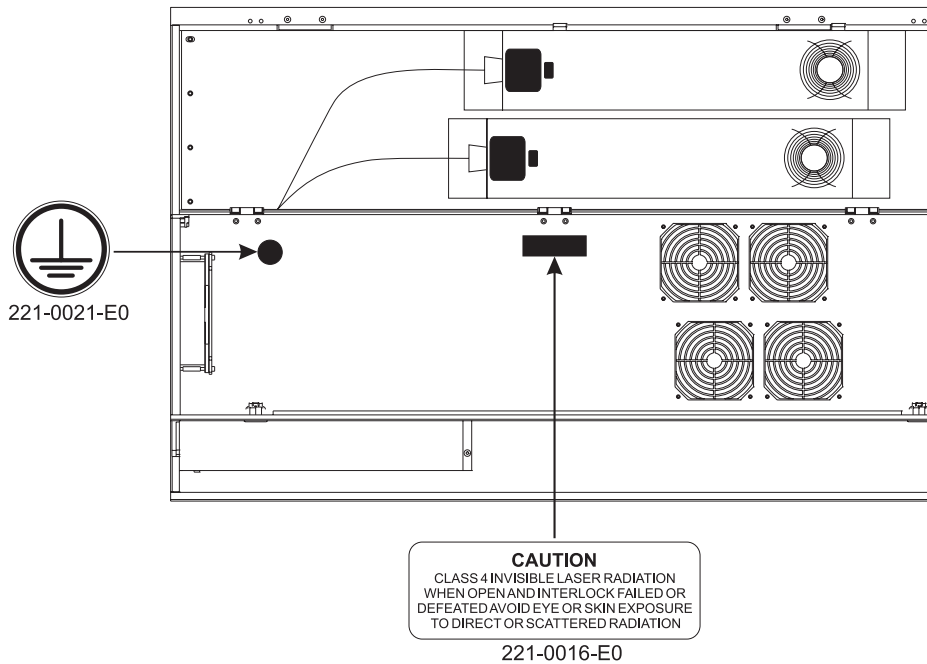 221-0021-E0
CAUTION
CLASS 4 INVISIBLE LASER RADIATION
WHEN OPEN AND INTERLOCK FAILED OR
DEFEATED AVOID EYE OR SKIN EXPOSURE
TO DIRECT OR SCATTERED RADIATION
221-0016-E0